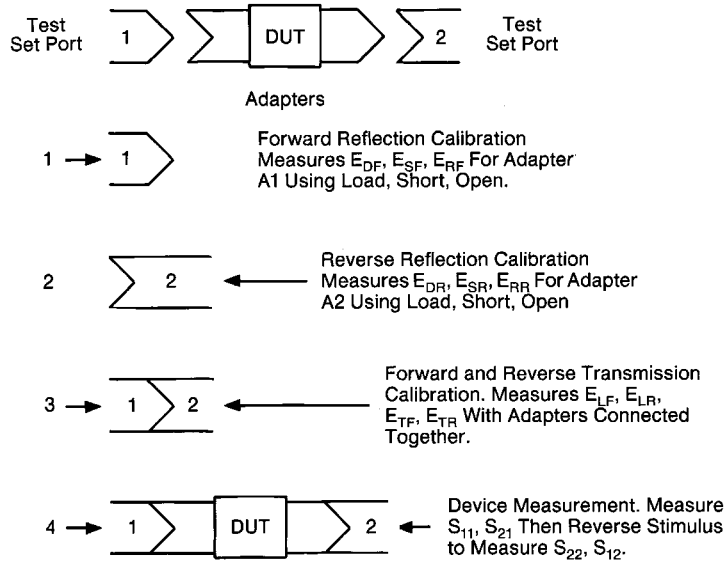 Test
Set Port
1
DUT
2
Test
Set Port
Adapters
1
1
Forward Reflection Calibration
Measures E_DF, E_SF, E_RF For Adapter
A1 Using Load, Short, Open.
2
2
Reverse Reflection Calibration
Measures E_DR, E_SR, E_RR For Adapter
A2 Using Load, Short, Open
3
1
2
Forward and Reverse Transmission
Calibration. Measures E_LF, E_LR,
E_TF, E_TR With Adapters Connected
Together.
4
1
DUT
2
Device Measurement. Measure
S_11, S_21 Then Reverse Stimulus
to Measure S_22, S_12.